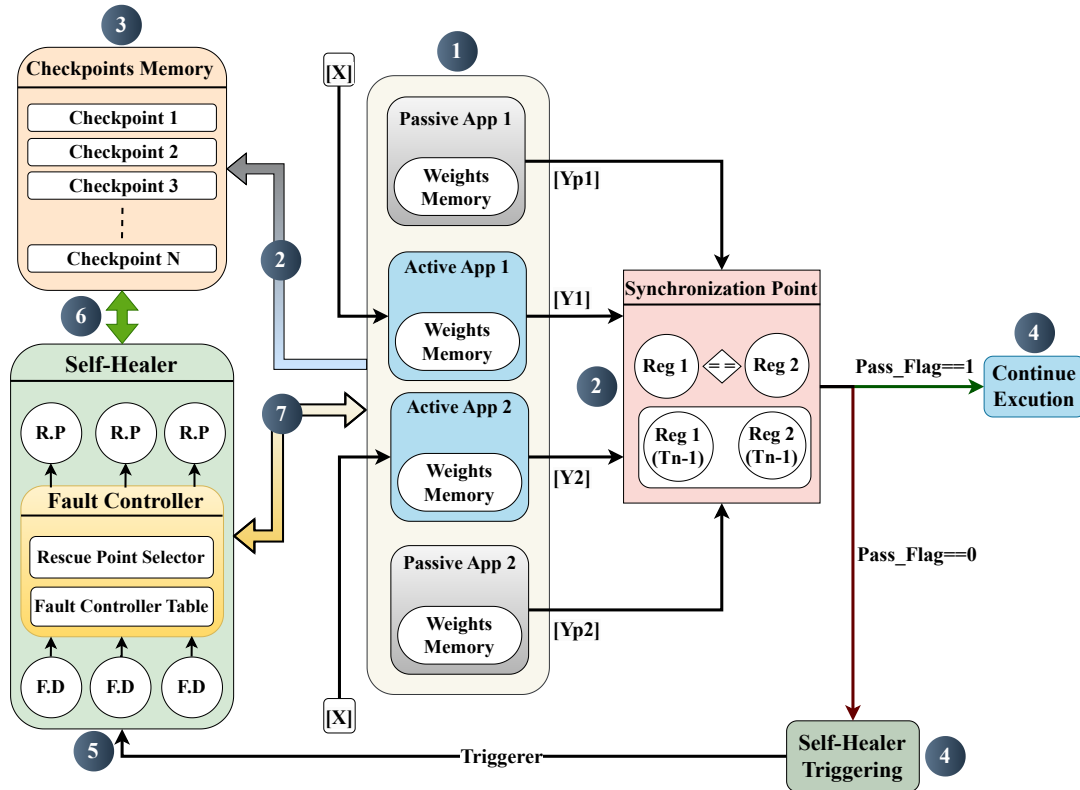 3
Checkpoints Memory
Checkpoint 1
Checkpoint 2
Checkpoint 3
Checkpoint N
2
6
Self-Healer
R.P
R.P
R.P
Fault Controller
Rescue Point Selector
Fault Controller Table
F.D
F.D
F.D
5
7
[X]
1
Passive App 1
Weights
Memory
[Yp1]
Active App 1
Weights
Memory
[Y1]
Active App 2
Weights
Memory
[Y2]
Passive App 2
Weights
Memory
[Yp2]
[X]
Synchronization Point
2
Reg 1
==
Reg 2
Reg 1
(Tn-1)
Reg 2
(Tn-1)
Pass_Flag==1
4
Continue
Excution
Pass_Flag==0
Self-Healer
Triggering
4
Triggerer